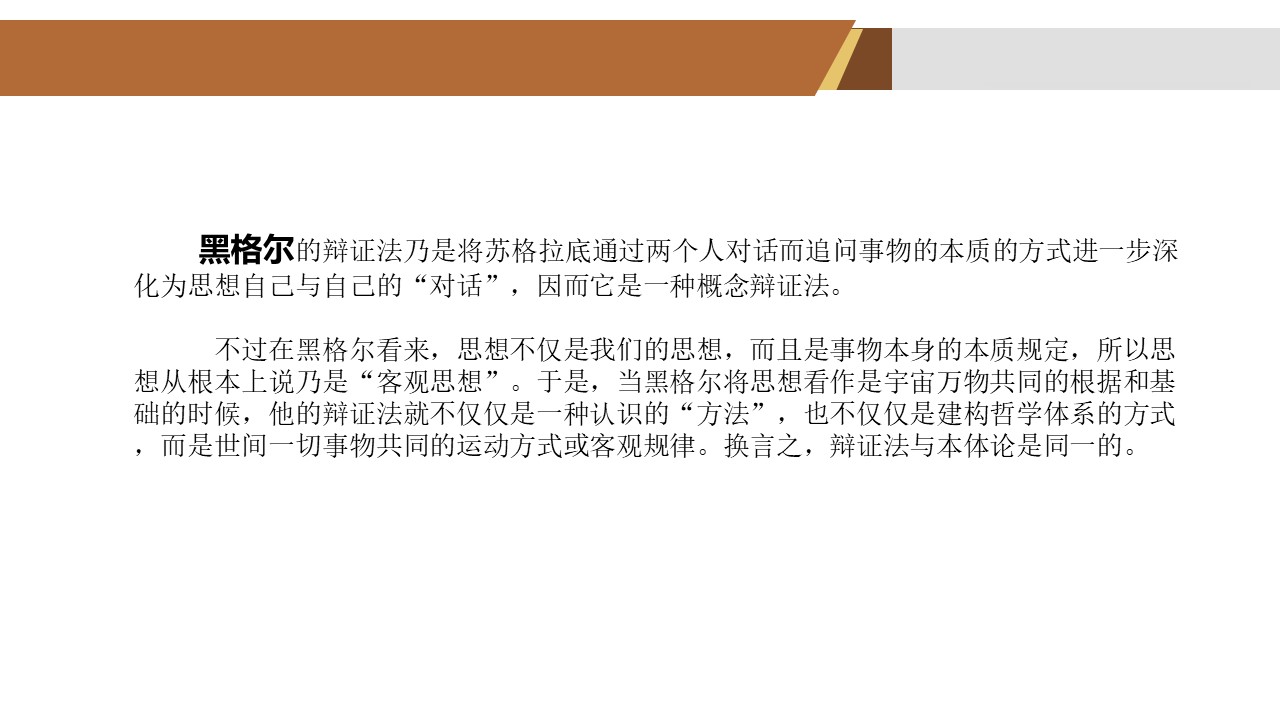 黑格尔的辩证法乃是将苏格拉底通过两个人对话而追问事物的本质的方式进一步深
化为思想自己与自己的“对话”，因而它是一种概念辩证法。
不过在黑格尔看来，思想不仅是我们的思想，而且是事物本身的本质规定，所以思
想从根本上说乃是“客观思想”。于是，当黑格尔将思想看作是宇宙万物共同的根据和基
础的时候，他的辩证法就不仅仅是一种认识的“方法”，也不仅仅是建构哲学体系的方式
，而是世间一切事物共同的运动方式或客观规律。换言之，辩证法与本体论是同一的。